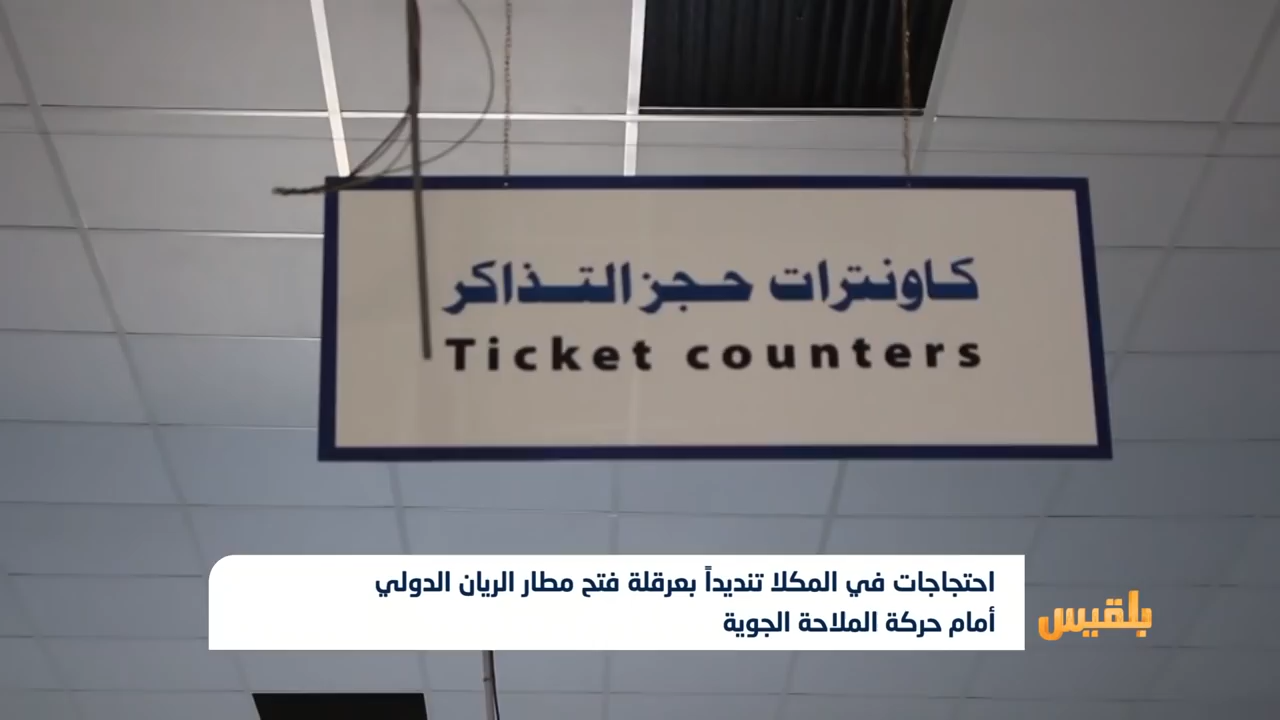 كاونترات حجز التذاكر
Ticket counters
احتجاجات في المكلا تنديداً بعرقلة فتح مطار الريان الدولي
أمام حركة الملاحة الجوية
بلقيس